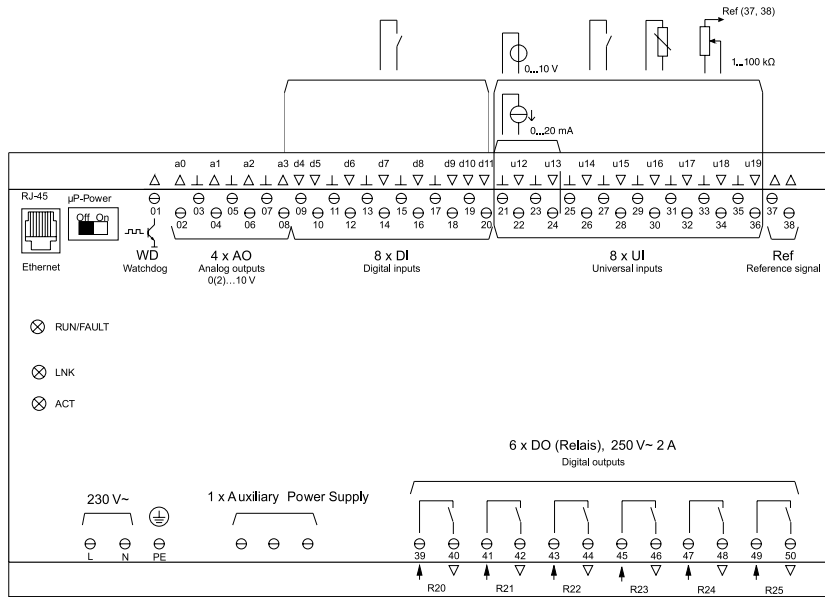 Ref (37, 38)
0...10 V
1...100 kΩ
0...20 mA
a0 a1 a2 a3 d4 d5 d6 d7 d8 d9 d10 d11 u12 u13 u14 u15 u16 u17 u18 u19
RJ-45
µP-Power
Off On
01 03 05 07 09 11 13 15 17 19 21 23 25 27 29 31 33 35 37
02 04 06 08 10 12 14 16 18 20 22 24 26 28 30 32 34 36 38
Ethernet
WD
Watchdog
4 x AO
Analog outputs
0(2)...10 V
8 x DI
Digital inputs
8 x UI
Universal inputs
Ref
Reference signal
RUN/FAULT
LNK
ACT
6 x DO (Relais), 250 V~ 2 A
Digital outputs
230 V~
1 x Auxiliary Power Supply
L N PE
39 40 41 42 43 44 45 46 47 48 49 50
R20 R21 R22 R23 R24 R25